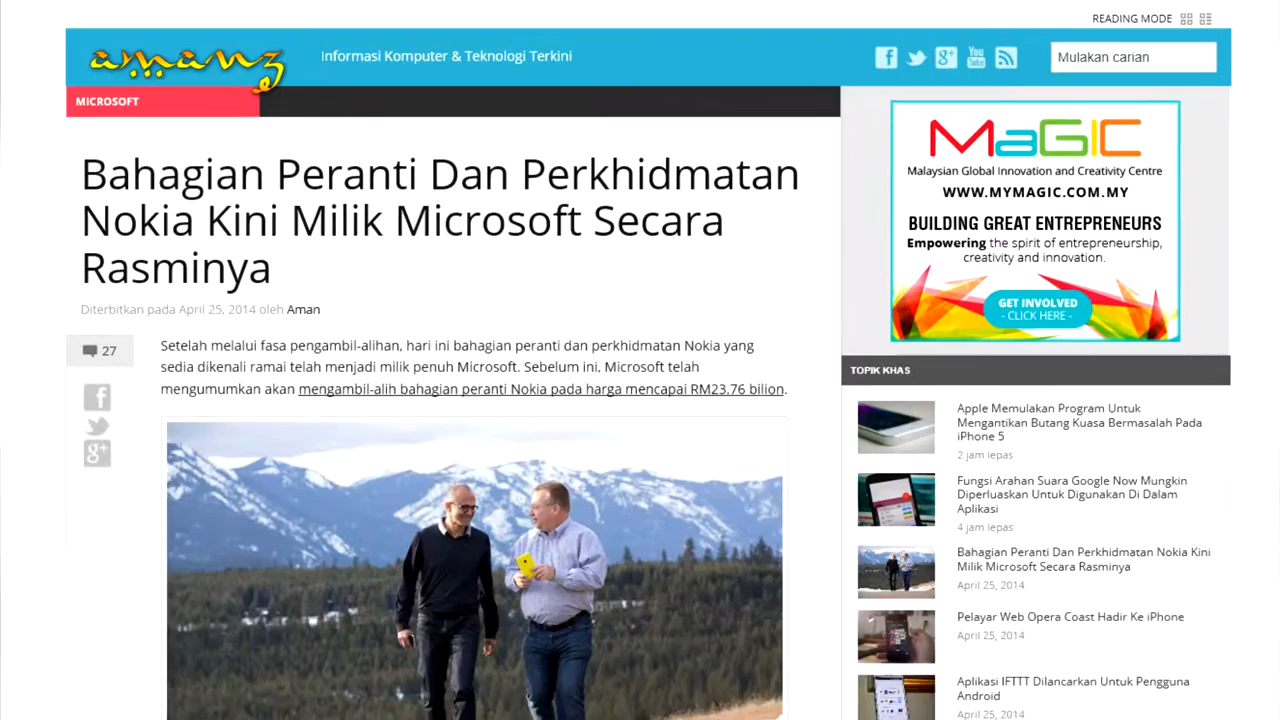 READING MODE
amanz
Informasi Komputer & Teknologi Terkini
Mulakan carian
MICROSOFT
Bahagian Peranti Dan Perkhidmatan
Nokia Kini Milik Microsoft Secara
Rasminya
Diterbitkan pada April 25, 2014 oleh Aman
27
Setelah melalui fasa pengambil-alihan, hari ini bahagian peranti dan perkhidmatan Nokia yang
sedia dikenali ramai telah menjadi milik penuh Microsoft. Sebelum ini, Microsoft telah
mengumumkan akan mengambil-alih bahagian peranti Nokia pada harga mencapai RM23.76 bilion.
MaGIC
Malaysian Global Innovation and Creativity Centre
WWW.MYMAGIC.COM.MY
BUILDING GREAT ENTREPRENEURS
Empowering the spirit of entrepreneurship,
creativity and innovation.
GET INVOLVED
- CLICK HERE -
TOPIK KHAS
Apple Memulakan Program Untuk
Mengantikan Butang Kuasa Bermasalah Pada
iPhone 5
2 jam lepas
Fungsi Arahan Suara Google Now Mungkin
Diperluaskan Untuk Digunakan Di Dalam
Aplikasi
4 jam lepas
Bahagian Peranti Dan Perkhidmatan Nokia Kini
Milik Microsoft Secara Rasminya
April 25, 2014
Pelayar Web Opera Coast Hadir Ke iPhone
April 25, 2014
Aplikasi IFTTT Dilancarkan Untuk Pengguna
Android
April 25, 2014